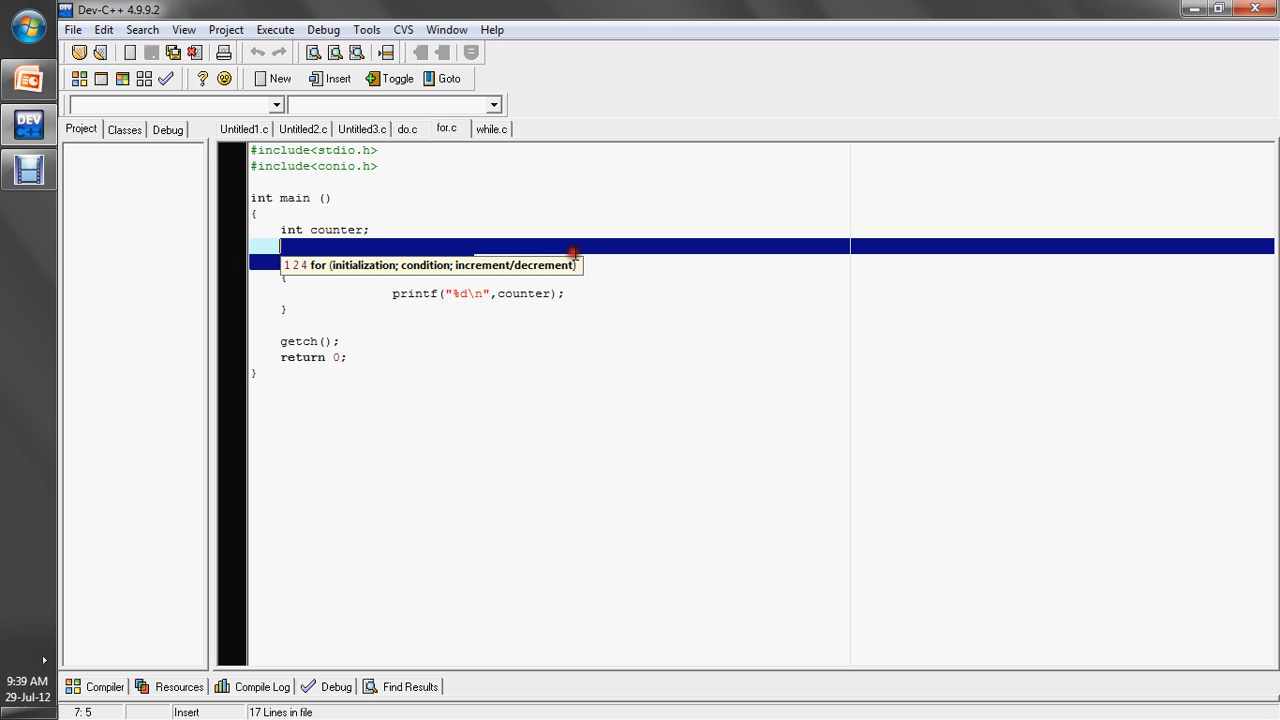 Dev-C++ 4.9.9.2
File Edit Search View Project Execute Debug Tools CVS Window Help
New Insert Toggle Goto
Project Classes Debug Untitled1.c Untitled2.c Untitled3.c do.c for.c while.c
#include<stdio.h>
#include<conio.h>
int main ()
{
int counter;
1 2 4 for (initialization; condition; increment/decrement)
{
printf("%d\n",counter);
}
getch();
return 0;
}
Compiler Resources Compile Log Debug Find Results
7: 5 Insert 17 Lines in file
DEV
C++
9:39 AM
29-Jul-12